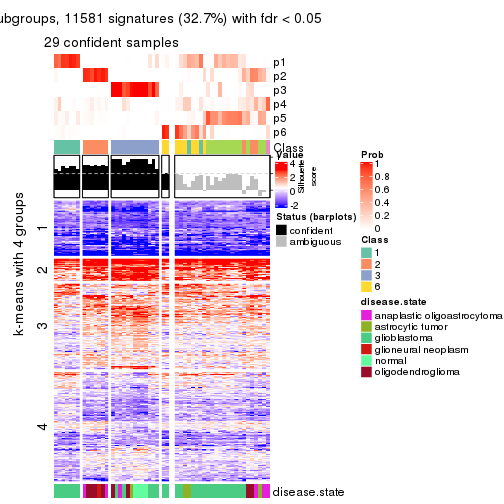 ubgroups, 11581 signatures (32.7%) with fdr < 0.05
29 confident samples
p1
p2
p3
p4
p5
p6
Class
k-means with 4 groups
1
2
3
4
Value
4
2
0
-2
Silhouette
score
Status (barplots)
confident
ambiguous
Prob
1
0.8
0.6
0.4
0.2
0
Class
1
2
3
6
disease.state
anaplastic oligoastrocytoma
astrocytic tumor
glioblastoma
glioneural neoplasm
normal
oligodendroglioma
disease.state